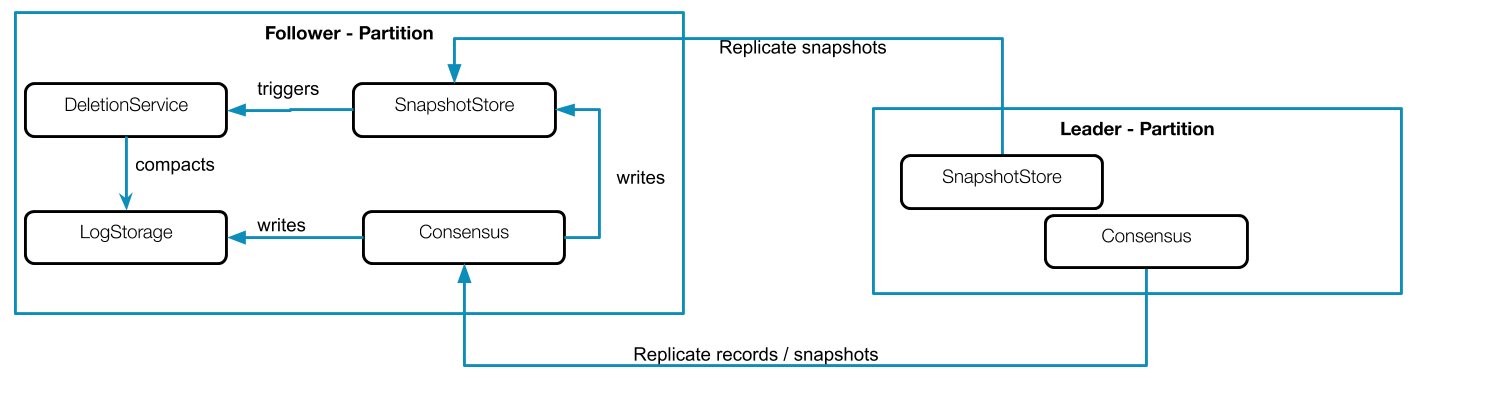 Follower - Partition
Replicate snapshots
DeletionService
triggers
SnapshotStore
Leader - Partition
compacts
writes
SnapshotStore
LogStorage
writes
Consensus
Consensus
Replicate records / snapshots